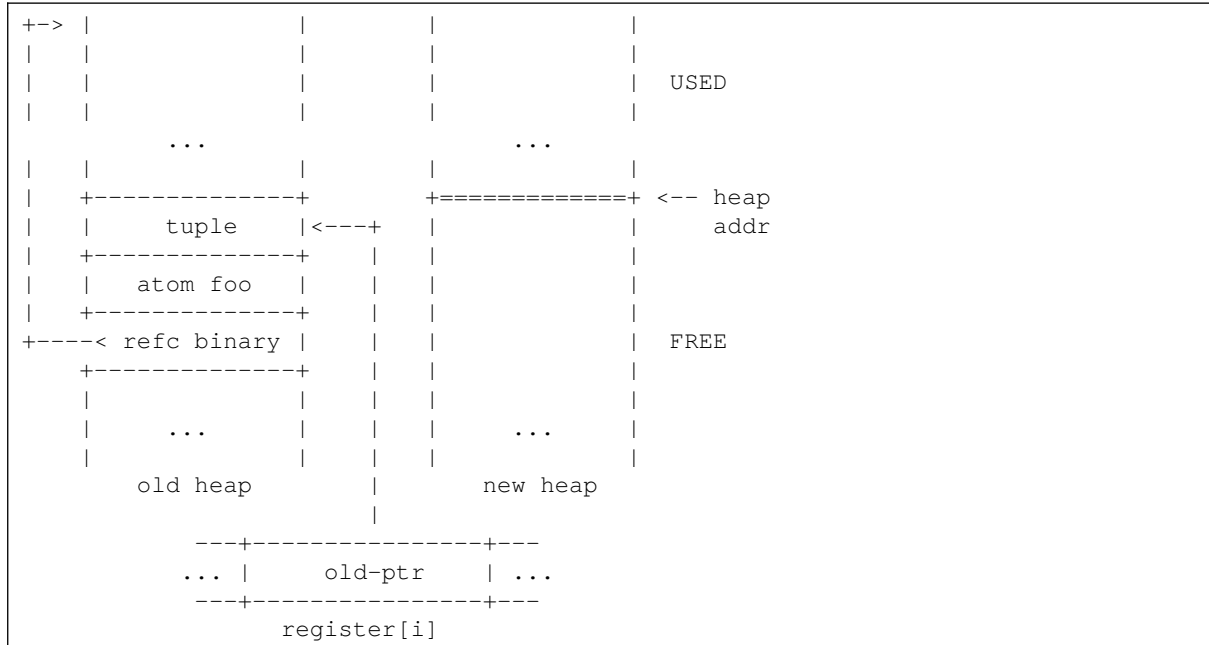 +-> |               |        |              |
|   |               |        |              |
|   |               |        |              |  USED
|   |               |        |              |
          ...                       ...
|   |               |        |              |
|   +--------------+        +=============+ <-- heap
|   |     tuple     |<---+   |              |     addr
|   +--------------+    |   |              |
|   |   atom foo    |    |   |              |
|   +--------------+    |   |              |
+----< refc binary |    |   |              |  FREE
    +--------------+    |   |              |
    |               |    |   |              |
    |     ...       |    |   |     ...      |
    |               |    |   |              |
        old heap         |       new heap
                         |
            ---+----------------+---
           ... |     old-ptr    | ...
            ---+----------------+---
                  register[i]